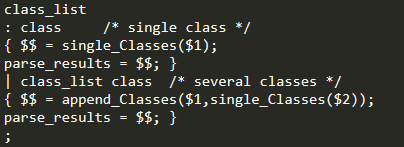 class_list
: class     /* single class */
{ $$ = single_Classes($1);
parse_results = $$; }
| class_list class  /* several classes */
{ $$ = append_Classes($1,single_Classes($2));
parse_results = $$; }
;